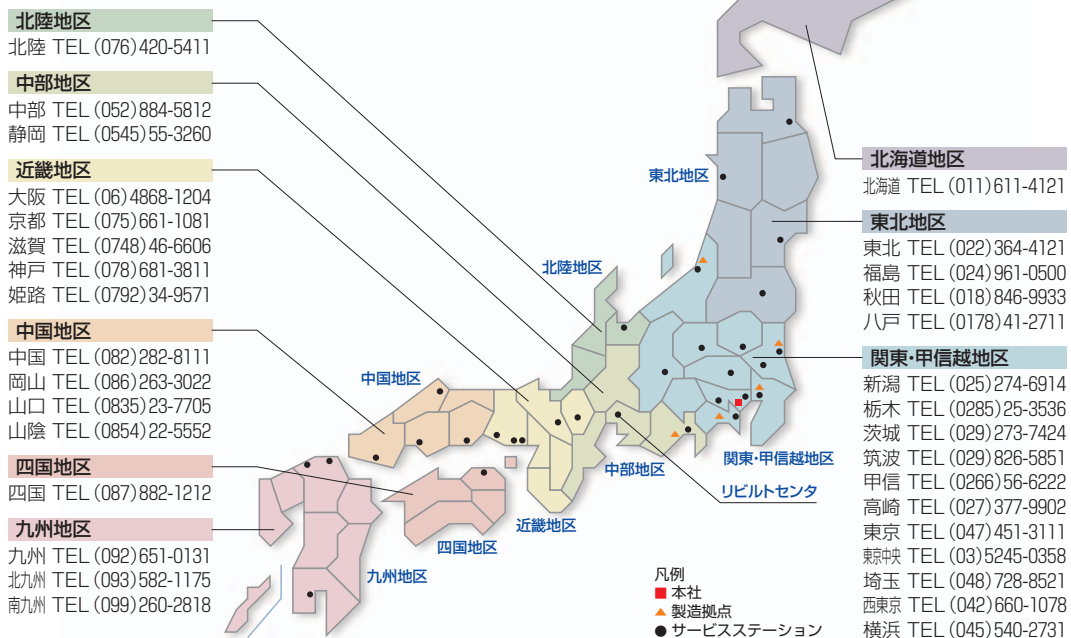 北陸地区
北陸 TEL (076)420-5411
中部地区
中部 TEL (052)884-5812
静岡 TEL (0545)55-3260
近畿地区
大阪 TEL (06)4868-1204
京都 TEL (075)661-1081
滋賀 TEL (0748)46-6606
神戸 TEL (078)681-3811
姫路 TEL (0792)34-9571
中国地区
中国 TEL (082)282-8111
岡山 TEL (086)263-3022
山口 TEL (0835)23-7705
山陰 TEL (0854)22-5552
四国地区
四国 TEL (087)882-1212
九州地区
九州 TEL (092)651-0131
北九州 TEL (093)582-1175
南九州 TEL (099)260-2818
東北地区
北陸地区
中国地区
中部地区
関東・甲信越地区
リビルトセンタ
近畿地区
四国地区
九州地区
凡例
本社
製造拠点
サービスステーション
北海道地区
北海道 TEL (011)611-4121
東北地区
東北 TEL (022)364-4121
福島 TEL (024)961-0500
秋田 TEL (018)846-9933
八戸 TEL (0178)41-2711
関東・甲信越地区
新潟 TEL (025)274-6914
栃木 TEL (0285)25-3536
茨城 TEL (029)273-7424
筑波 TEL (029)826-5851
甲信 TEL (0266)56-6222
高崎 TEL (027)377-9902
東京 TEL (047)451-3111
東京中央 TEL (03)5245-0358
埼玉 TEL (048)728-8521
西東京 TEL (042)660-1078
横浜 TEL (045)540-2731